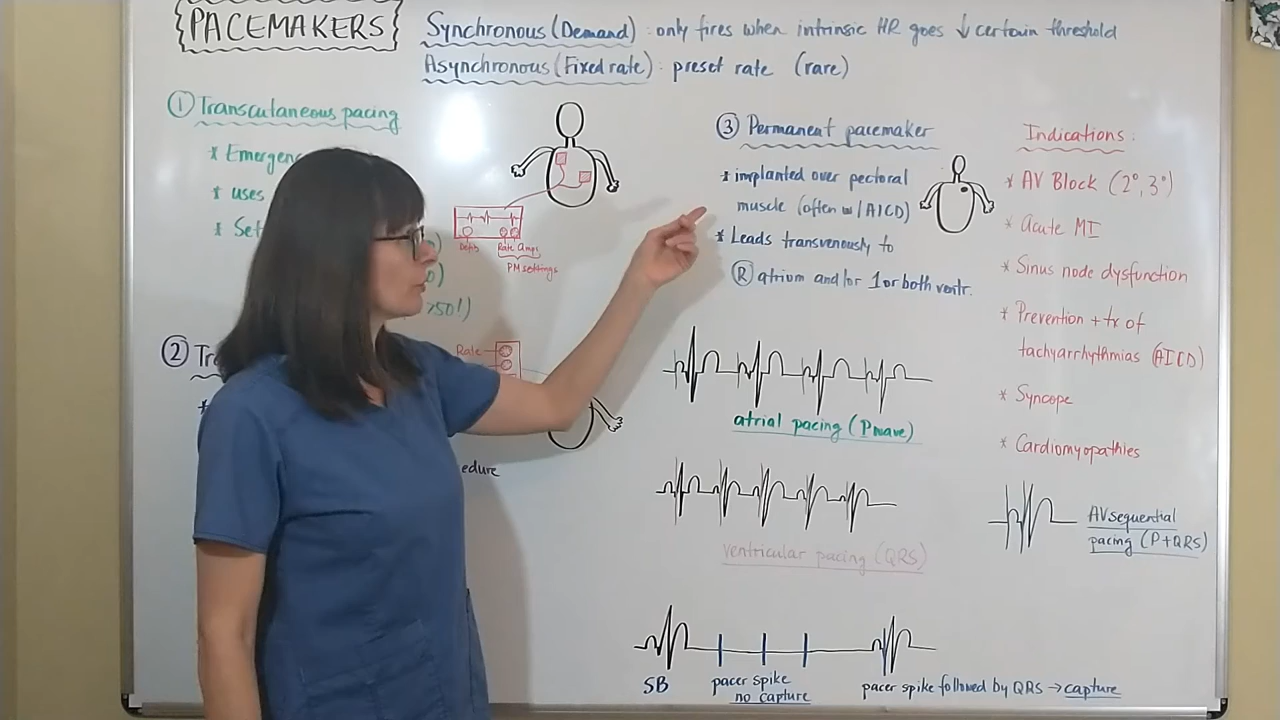 PACEMAKERS
Synchronous (Demand) : only fires when intrinsic HR goes ↓ certain threshold
Asynchronous (Fixed rate) : preset rate (rare)
① Transcutaneous pacing
* Emergenc
* uses
* Set
)
0)
>50!)
Defib Rate Amps
PM settings
② Tra
*
Rate
edure
③ Permanent pacemaker
* implanted over pectoral
muscle (often w/AICD)
* Leads transvenously to
Ⓡ atrium and/or 1 or both ventr.
atrial pacing (P wave)
ventricular pacing (QRS)
SB
pacer spike
no capture
pacer spike followed by QRS → capture
Indications :
* AV Block (2°, 3°)
* Acute MI
* Sinus node dysfunction
* Prevention + tx of
tachyarrhythmias (AICD)
* Syncope
* Cardiomyopathies
AV sequential
pacing (P+QRS)